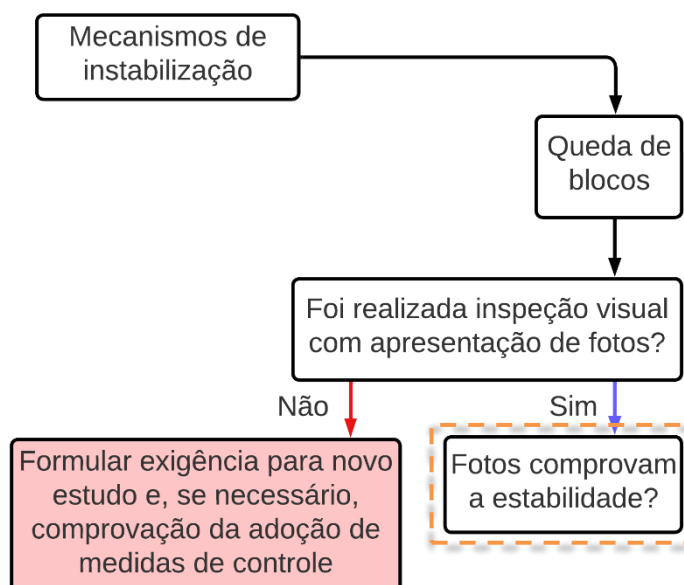 Mecanismos de
instabilização
Queda de
blocos
Foi realizada inspeção visual
com apresentação de fotos?
Não
Sim
Formular exigência para novo
estudo e, se necessário,
comprovação da adoção de
medidas de controle
Fotos comprovam
a estabilidade?